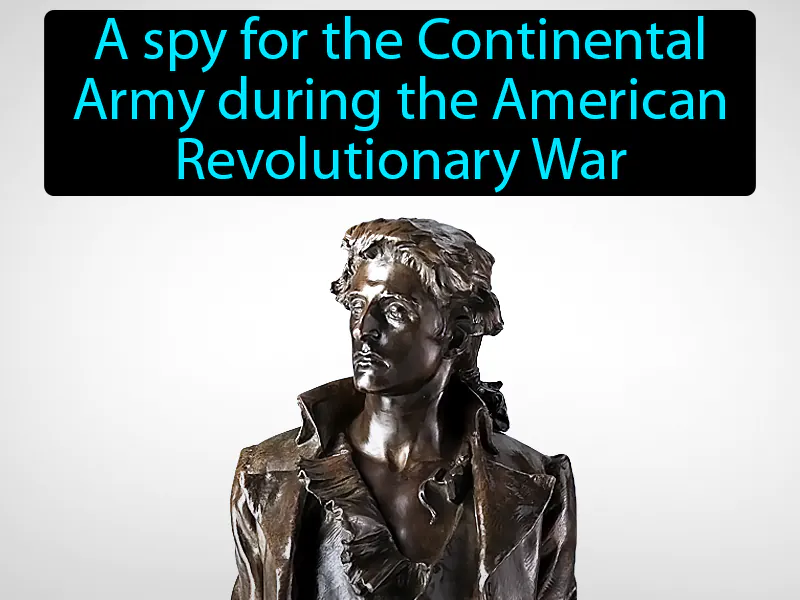 A spy for the Continental
Army during the American
Revolutionary War